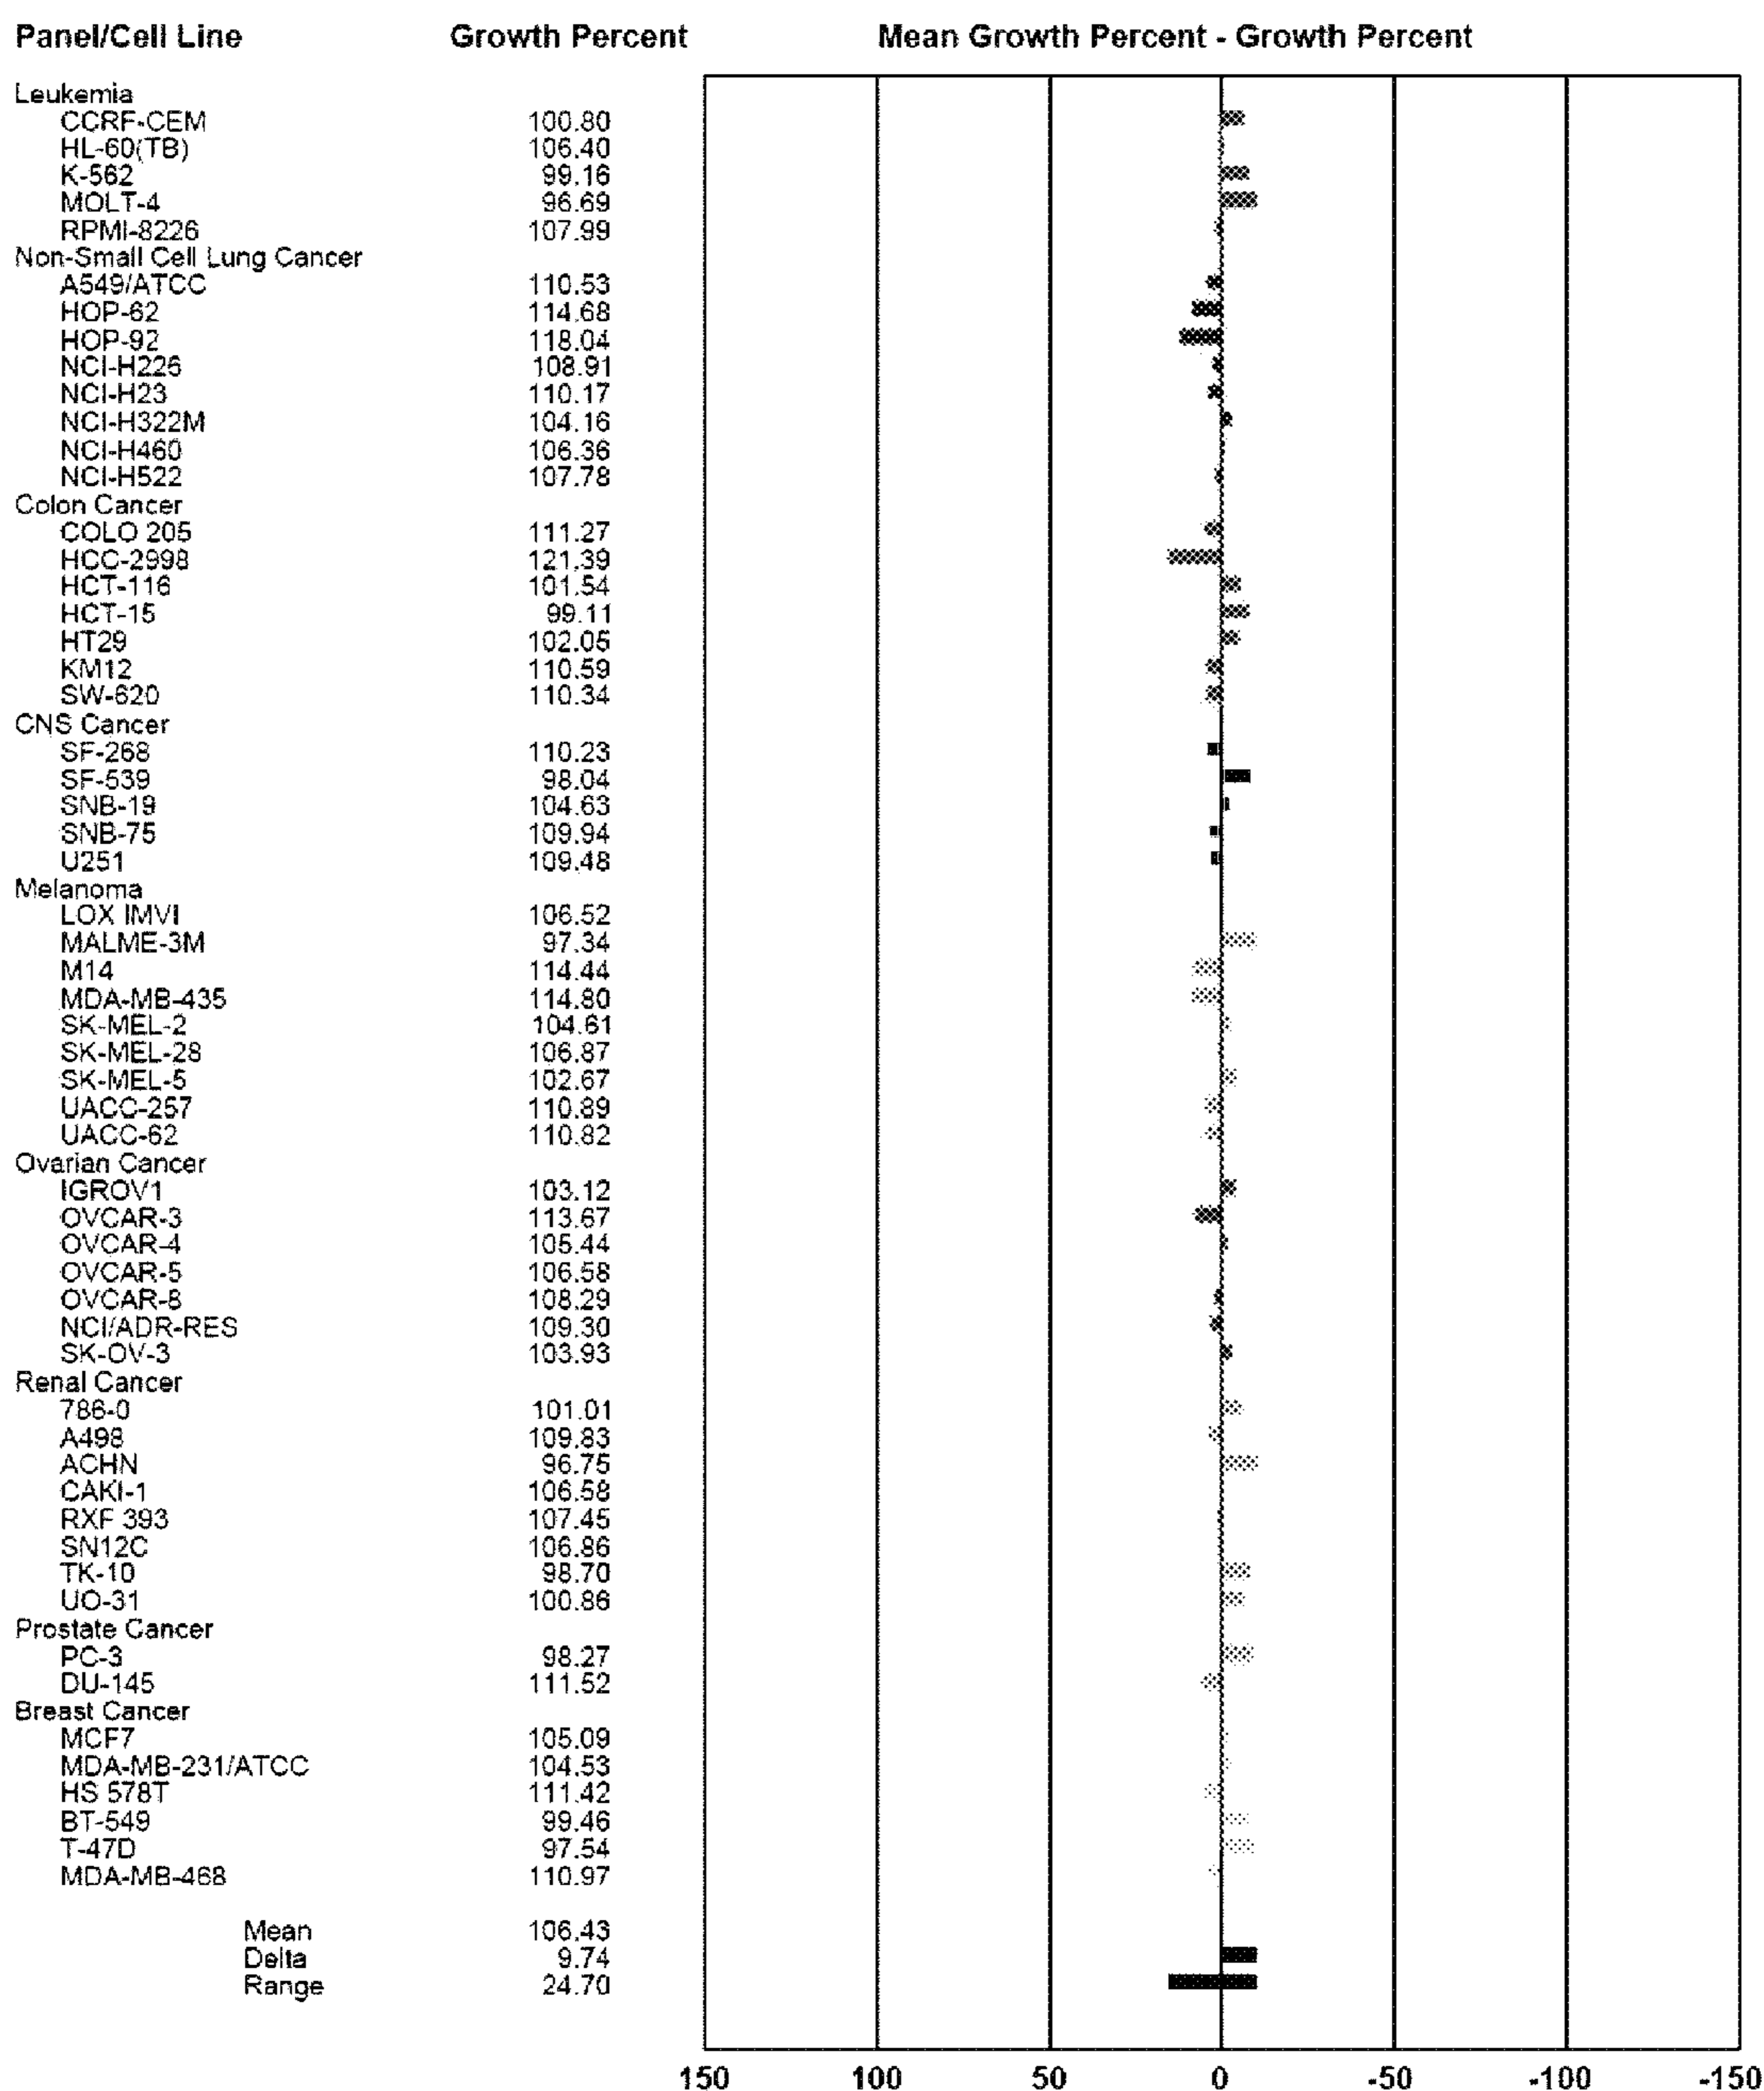 Panel/Cell Line Growth Percent Mean Growth Percent - Growth Percent
Leukemia
CCRF-CEM 100.80
HL-60(TB) 106.40
K-562 99.16
MOLT-4 96.69
RPMI-8226 107.99
Non-Small Cell Lung Cancer
A549/ATCC 110.53
HOP-62 114.68
HOP-92 118.04
NCI-H226 108.91
NCI-H23 110.17
NCI-H322M 104.16
NCI-H460 106.36
NCI-H522 107.78
Colon Cancer
COLO 205 111.27
HCC-2998 121.39
HCT-116 101.54
HCT-15 99.11
HT29 102.05
KM12 110.59
SW-620 110.34
CNS Cancer
SF-268 110.23
SF-539 98.04
SNB-19 104.63
SNB-75 109.94
U251 109.48
Melanoma
LOX IMVI 106.52
MALME-3M 97.34
M14 114.44
MDA-MB-435 114.80
SK-MEL-2 104.61
SK-MEL-28 106.87
SK-MEL-5 102.67
UACC-257 110.89
UACC-62 110.82
Ovarian Cancer
IGROV1 103.12
OVCAR-3 113.67
OVCAR-4 105.44
OVCAR-5 106.58
OVCAR-8 108.29
NCI/ADR-RES 109.30
SK-OV-3 103.93
Renal Cancer
786-0 101.01
A498 109.83
ACHN 96.75
CAKI-1 106.58
RXF 393 107.45
SN12C 106.86
TK-10 98.70
UO-31 100.86
Prostate Cancer
PC-3 98.27
DU-145 111.52
Breast Cancer
MCF7 105.09
MDA-MB-231/ATCC 104.53
HS 578T 111.42
BT-549 99.46
T-47D 97.54
MDA-MB-468 110.97
Mean 106.43
Delta 9.74
Range 24.70
150 100 50 0 -50 -100 -150